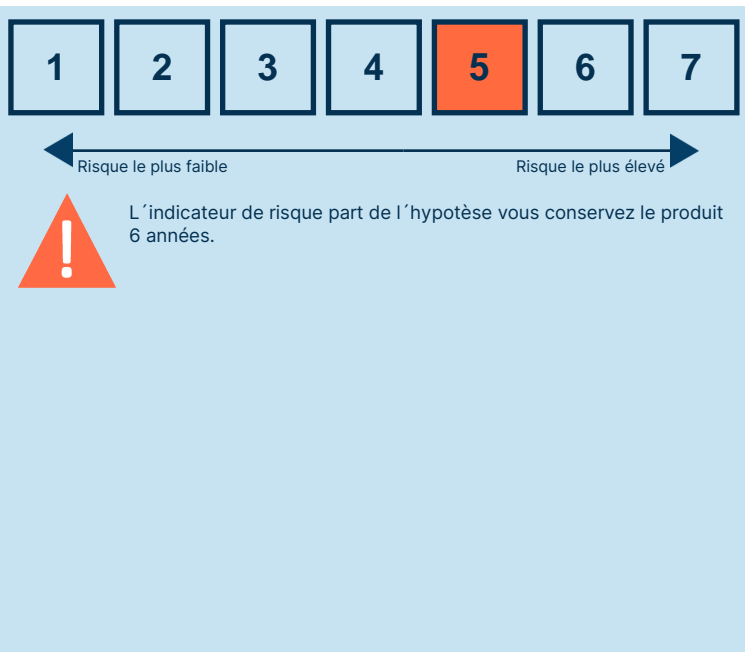 1 2 3 4 5 6 7
Risque le plus faible Risque le plus élevé
!
L´indicateur de risque part de l´hypotèse vous conservez le produit
6 années.